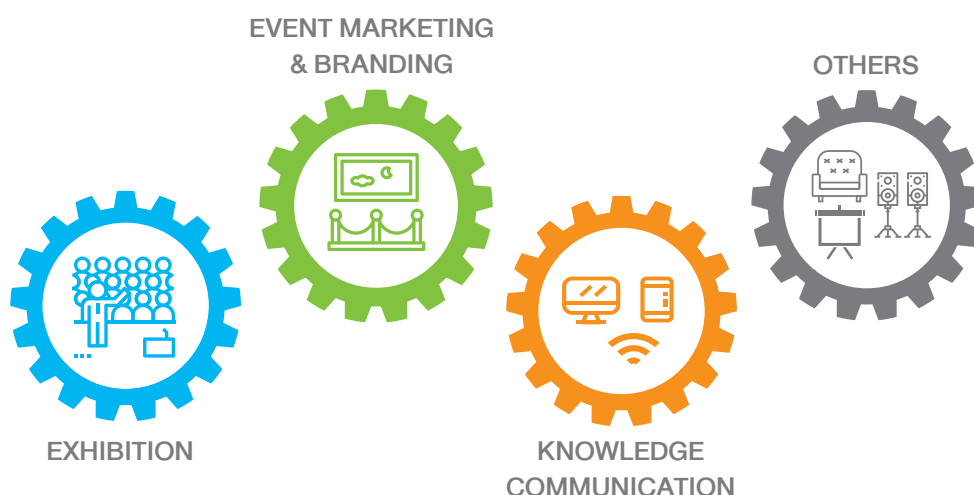 EVENT MARKETING
& BRANDING
OTHERS
EXHIBITION
KNOWLEDGE
COMMUNICATION